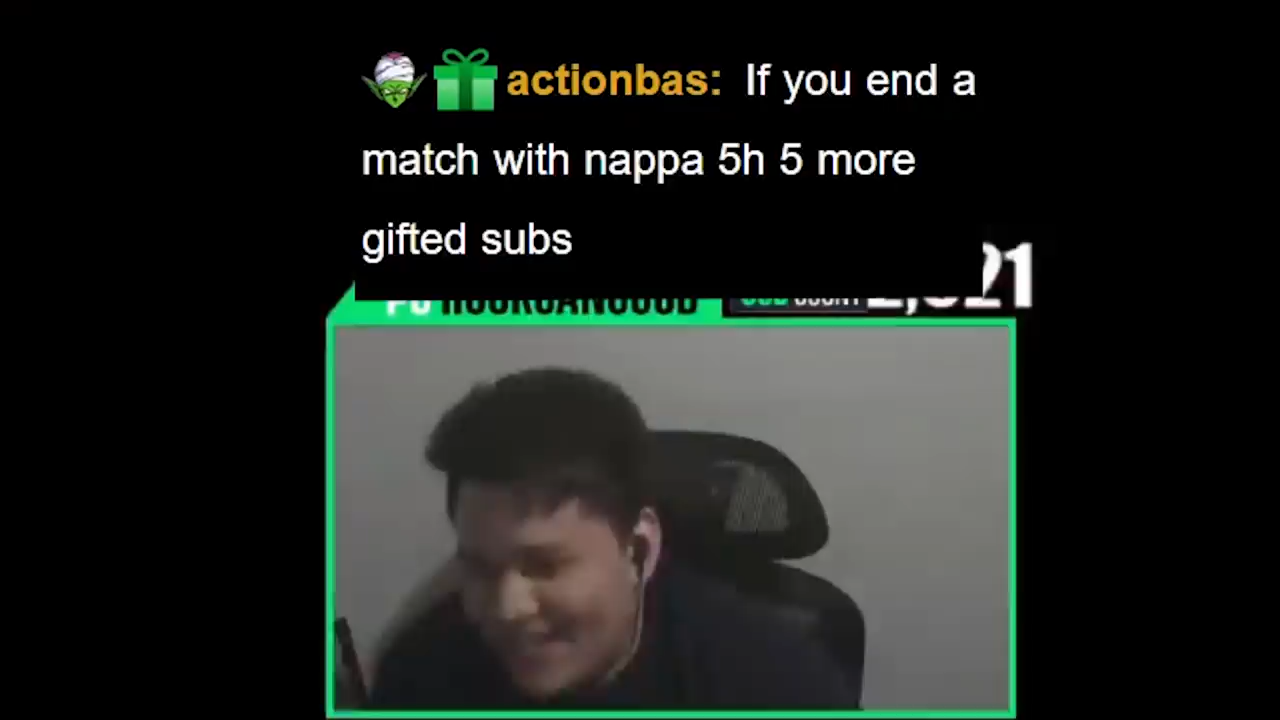 actionbas: If you end a
match with nappa 5h 5 more
gifted subs